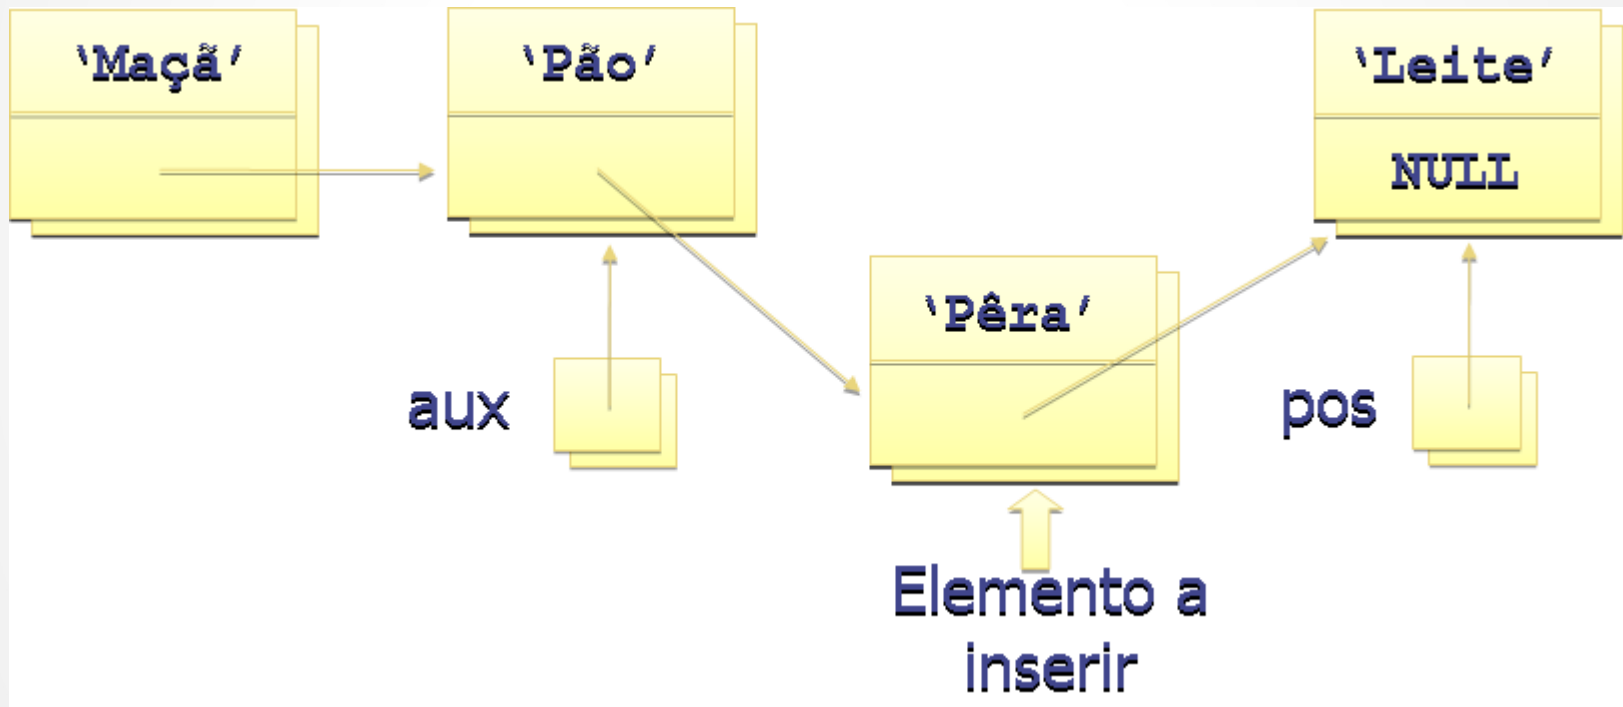 ‘Maçã’
‘Pão’
‘Leite’
NULL
‘Pêra’
aux
pos
Elemento a
inserir